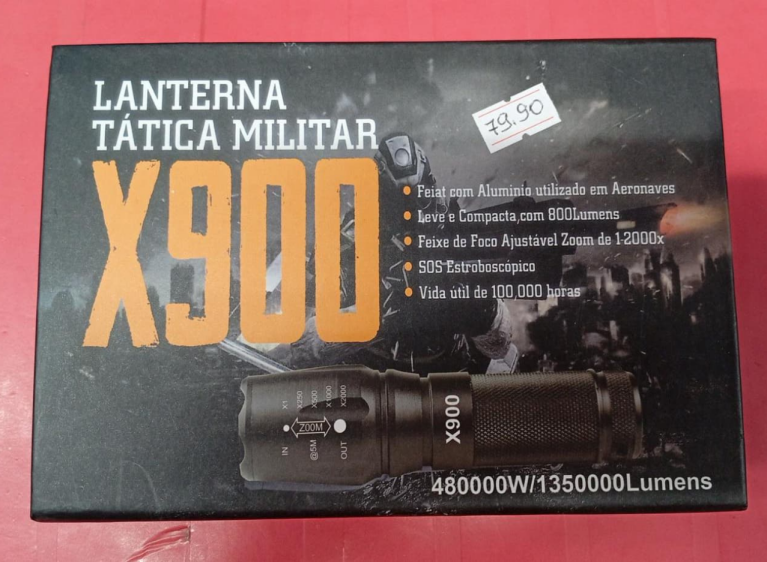 LANTERNA
TÁTICA MILITAR
X900
79.90
Feiat com Aluminio utilizado em Aeronaves
Leve e Compacta,com 800Lumens
Feixe de Foco Ajustável Zoom de 1-2000x
SOS Estroboscópico
Vida útil de 100,000 horas
X1 X250 X500 X1000 X2000
ZOOM
IN @5M OUT
X900
480000W/1350000Lumens